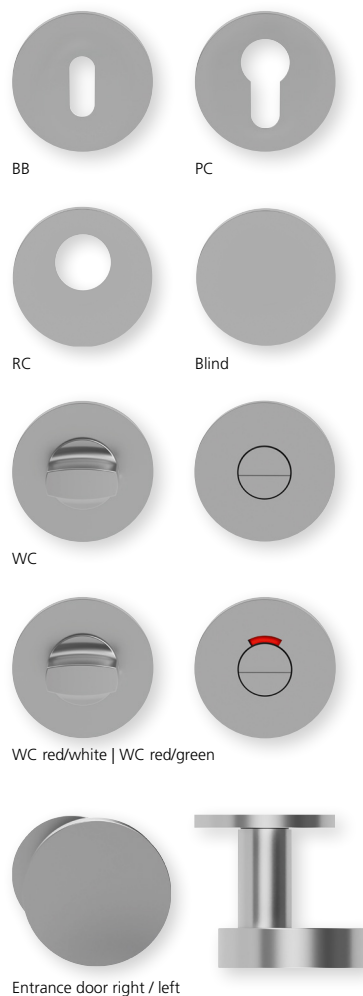 BB
PC
RC
Blind
WC
WC red/white | WC red/green
Entrance door right / left